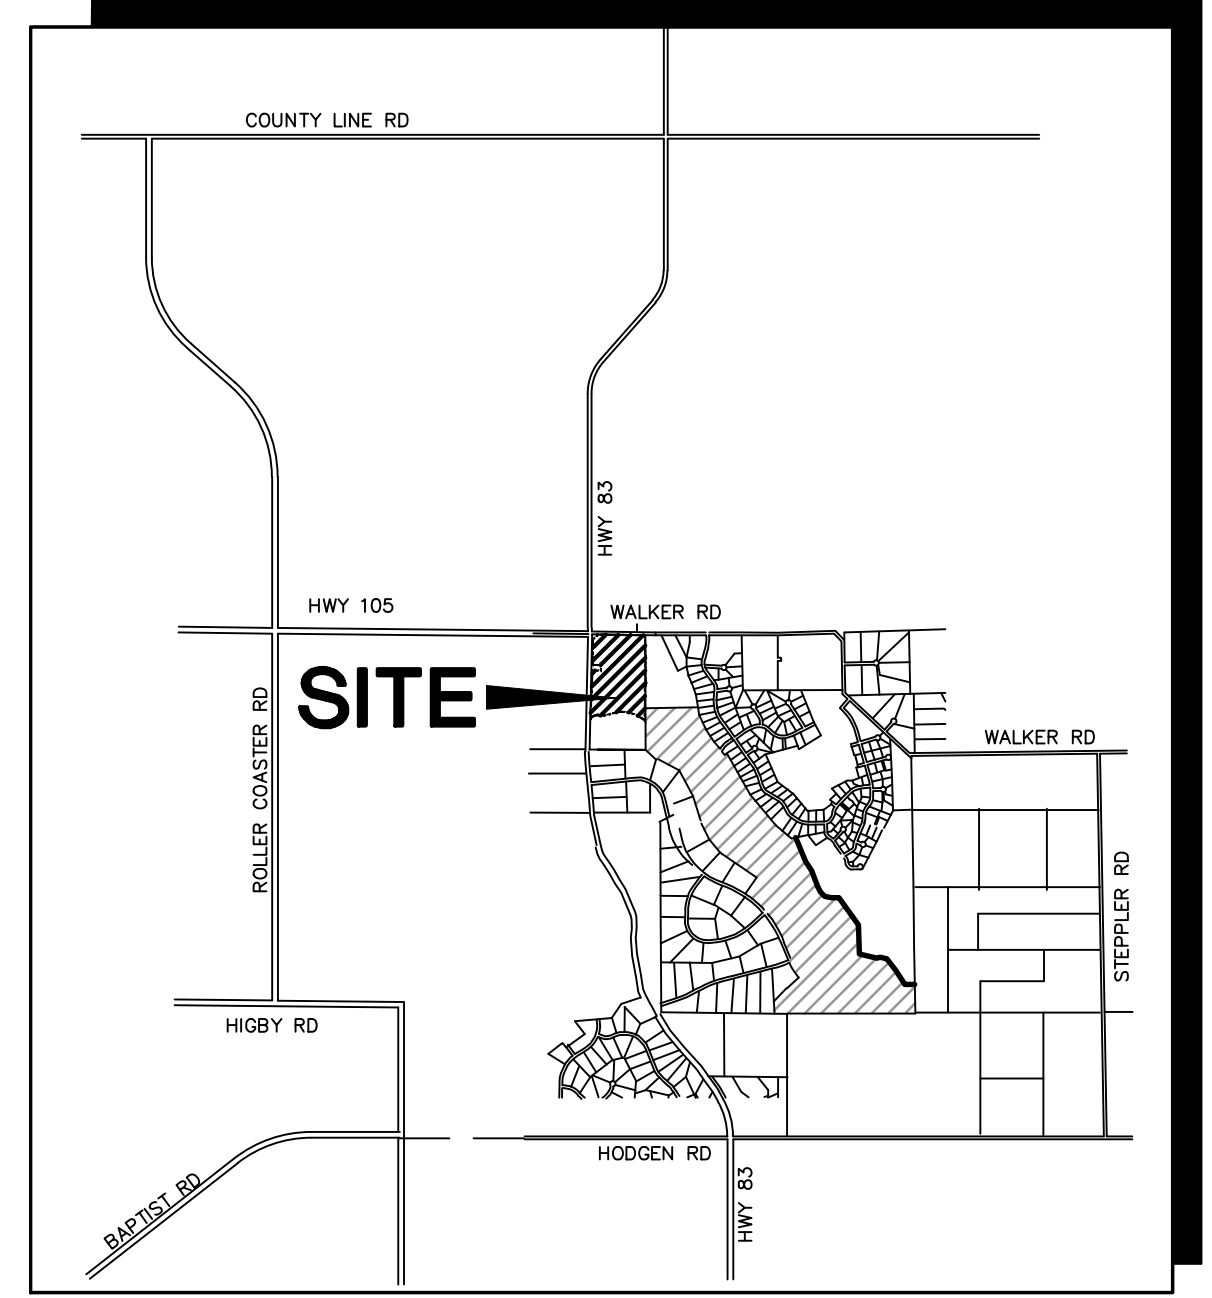 COUNTY LINE RD
HWY 83
HWY 105
WALKER RD
SITE
ROLLER COASTER RD
WALKER RD
STEPPLER RD
HIGBY RD
HODGEN RD
BAPTIST RD
HWY 83